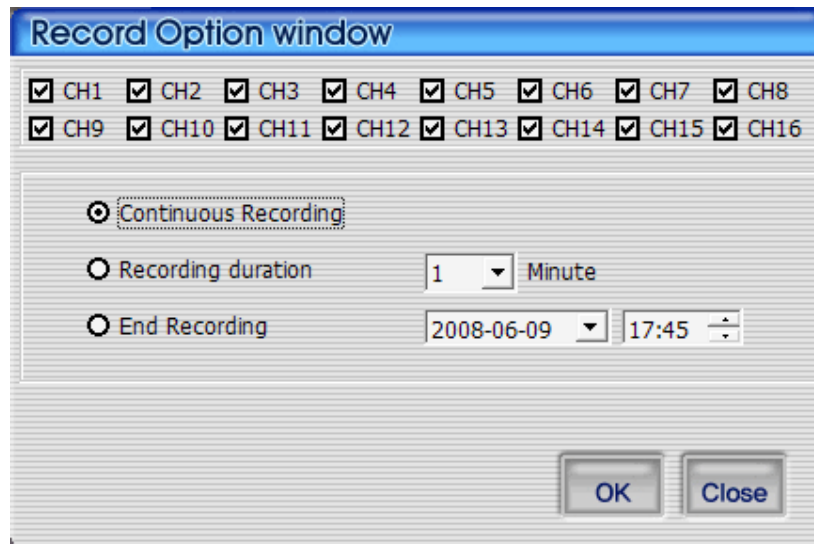 Record Option window
CH1 CH2 CH3 CH4 CH5 CH6 CH7 CH8
CH9 CH10 CH11 CH12 CH13 CH14 CH15 CH16
Continuous Recording
Recording duration 1 Minute
End Recording 2008-06-09 17:45
OK Close